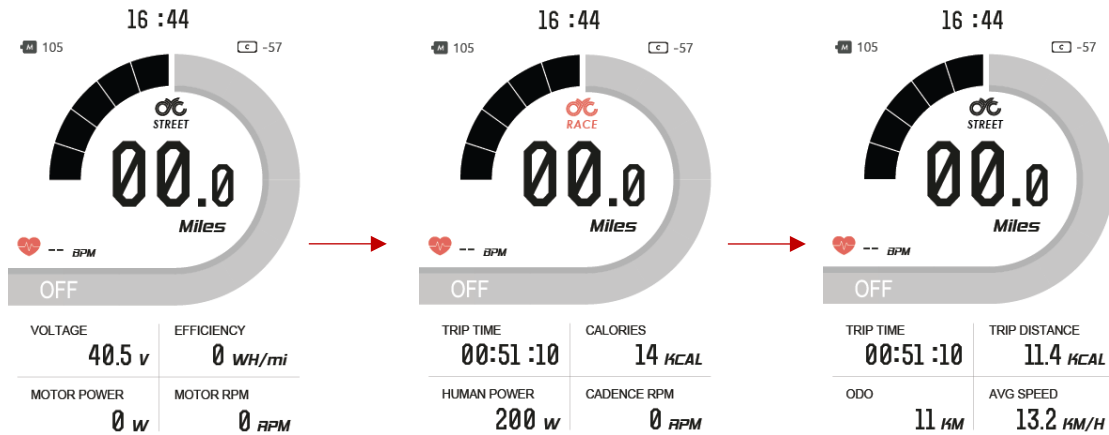 16 :44
M 105
C -57
STREET
00.0
Miles
-- BPM
OFF
VOLTAGE
40.5 V
EFFICIENCY
0 WH/mi
MOTOR POWER
0 W
MOTOR RPM
0 RPM
16 :44
M 105
C -57
RACE
00.0
Miles
-- BPM
OFF
TRIP TIME
00:51 :10
CALORIES
14 KCAL
HUMAN POWER
200 W
CADENCE RPM
0 RPM
16 :44
M 105
C -57
STREET
00.0
Miles
-- BPM
OFF
TRIP TIME
00:51 :10
TRIP DISTANCE
11.4 KCAL
ODO
11 KM
AVG SPEED
13.2 KM/H